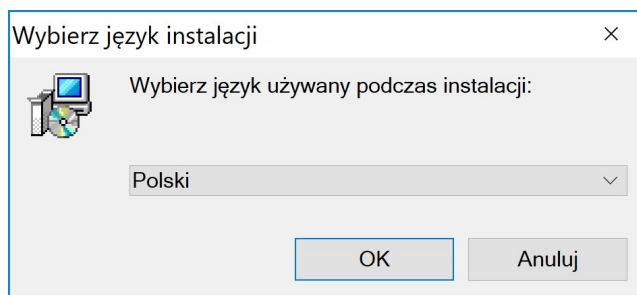 Wybierz język instalacji
Wybierz język używany podczas instalacji:
Polski
OK
Anuluj